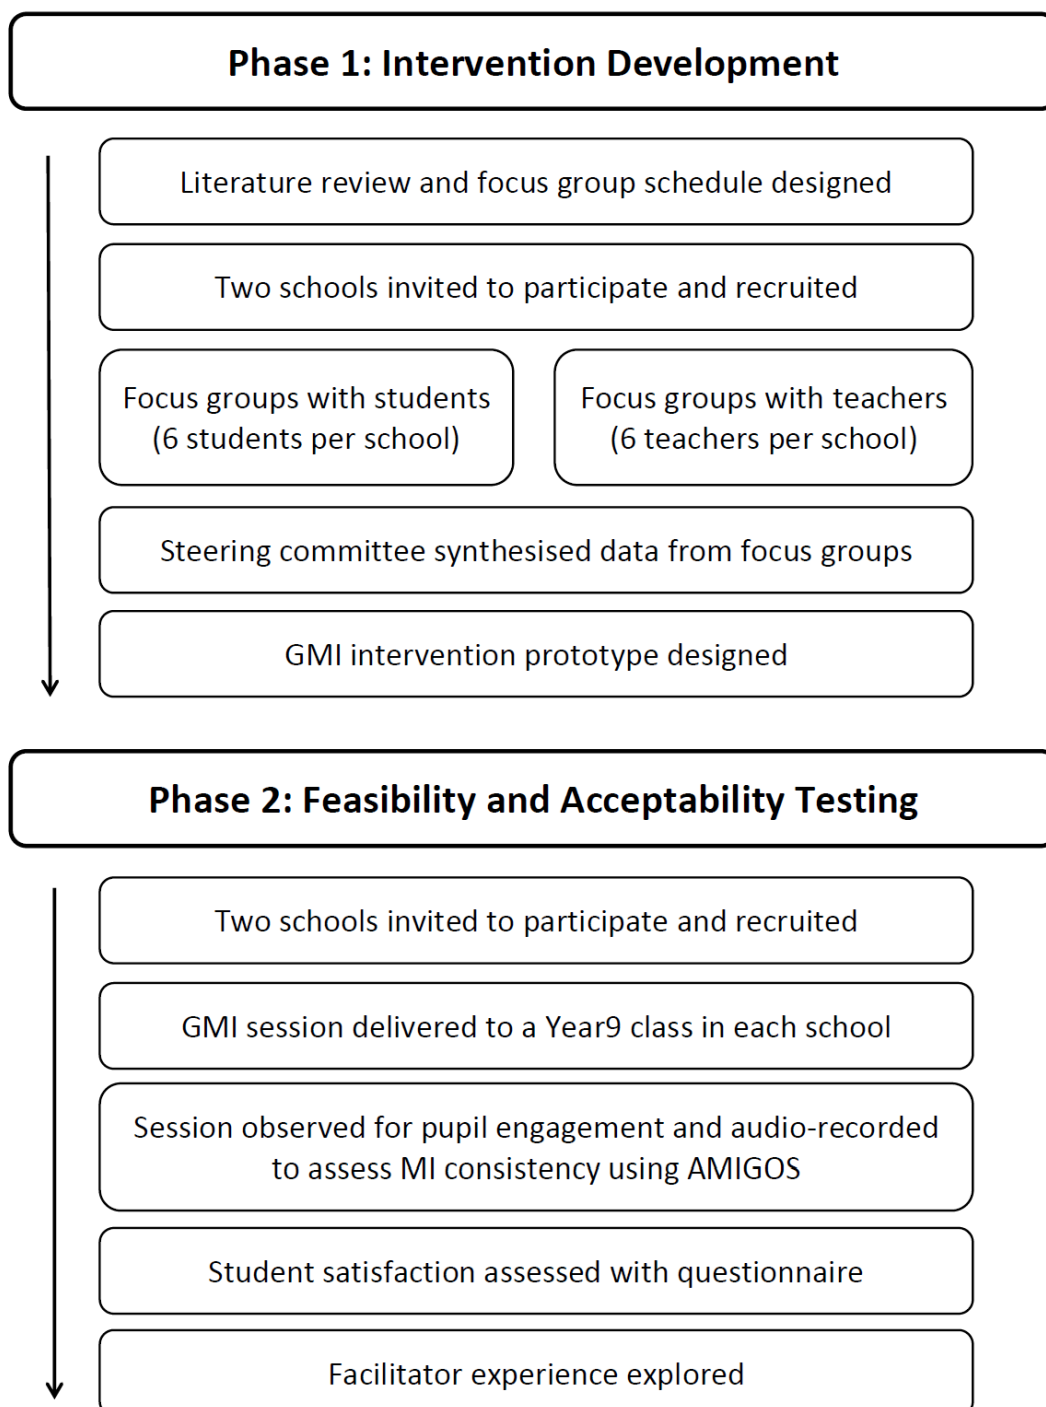 Phase 1: Intervention Development
Literature review and focus group schedule designed
Two schools invited to participate and recruited
Focus groups with students
(6 students per school)
Focus groups with teachers
(6 teachers per school)
Steering committee synthesised data from focus groups
GMI intervention prototype designed
Phase 2: Feasibility and Acceptability Testing
Two schools invited to participate and recruited
GMI session delivered to a Year9 class in each school
Session observed for pupil engagement and audio-recorded
to assess MI consistency using AMIGOS
Student satisfaction assessed with questionnaire
Facilitator experience explored